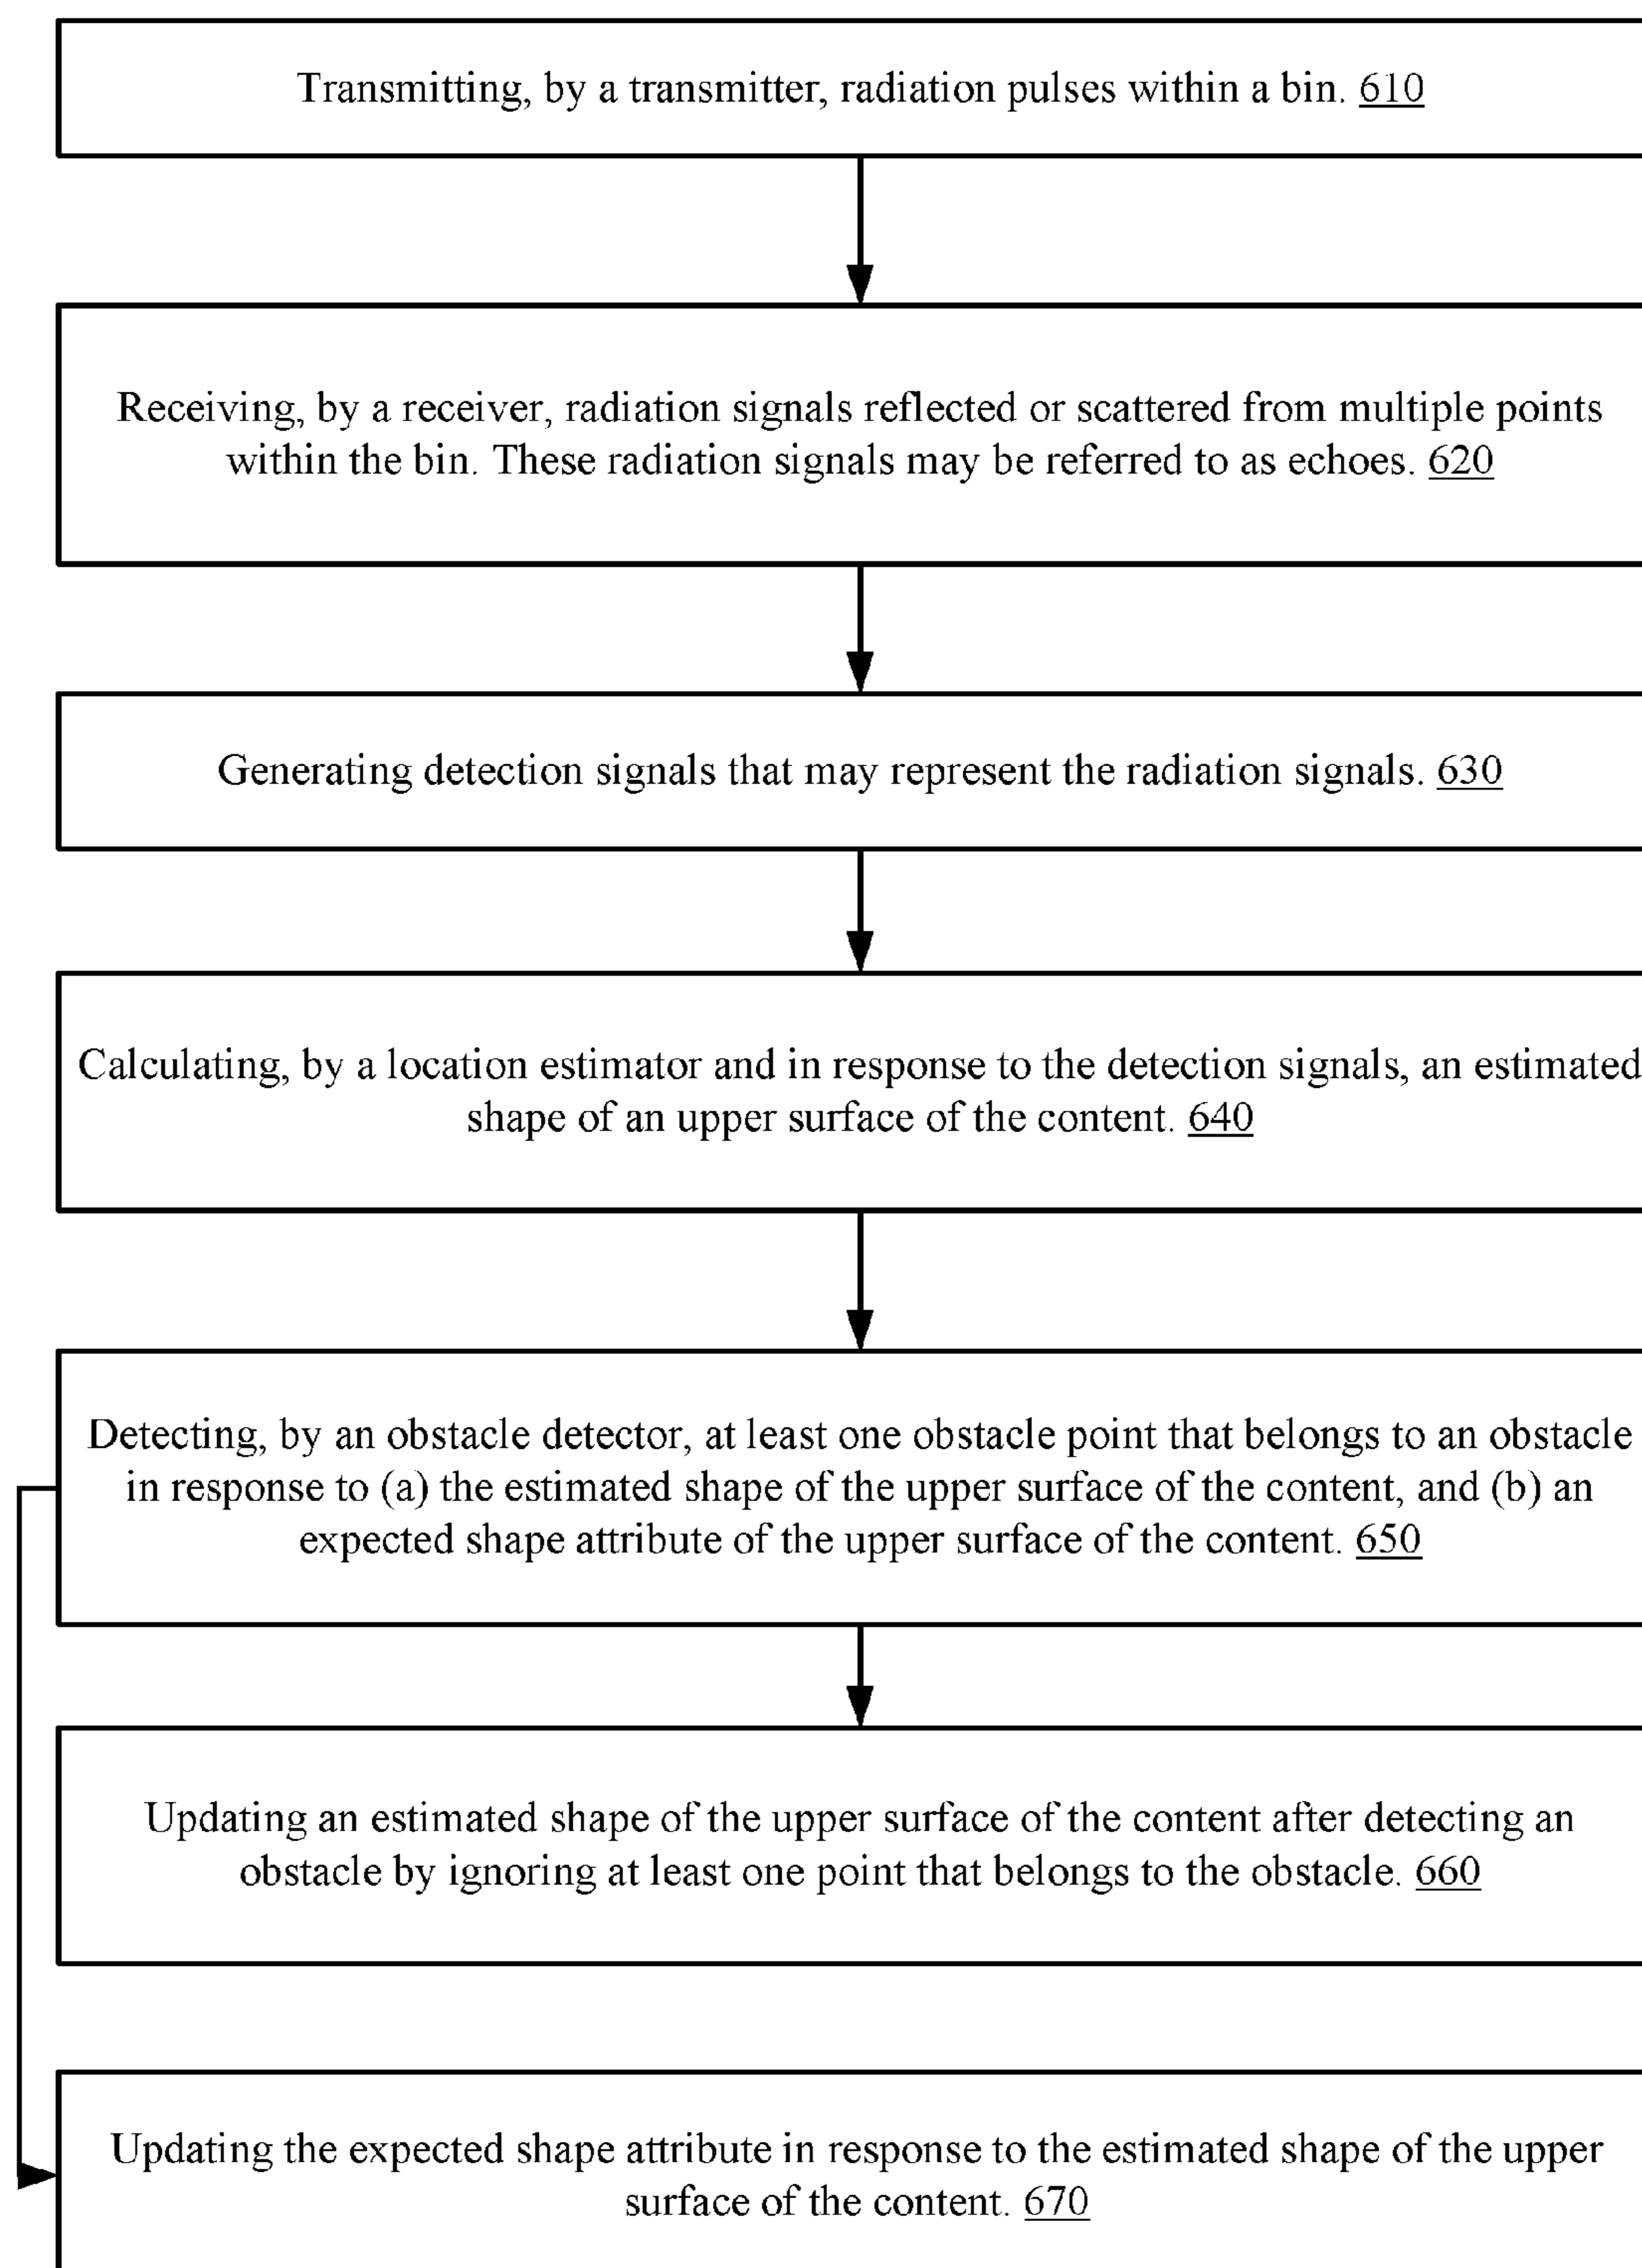 Transmitting, by a transmitter, radiation pulses within a bin. 610
Receiving, by a receiver, radiation signals reflected or scattered from multiple points
within the bin. These radiation signals may be referred to as echoes. 620
Generating detection signals that may represent the radiation signals. 630
Calculating, by a location estimator and in response to the detection signals, an estimated
shape of an upper surface of the content. 640
Detecting, by an obstacle detector, at least one obstacle point that belongs to an obstacle
in response to (a) the estimated shape of the upper surface of the content, and (b) an
expected shape attribute of the upper surface of the content. 650
Updating an estimated shape of the upper surface of the content after detecting an
obstacle by ignoring at least one point that belongs to the obstacle. 660
Updating the expected shape attribute in response to the estimated shape of the upper
surface of the content. 670